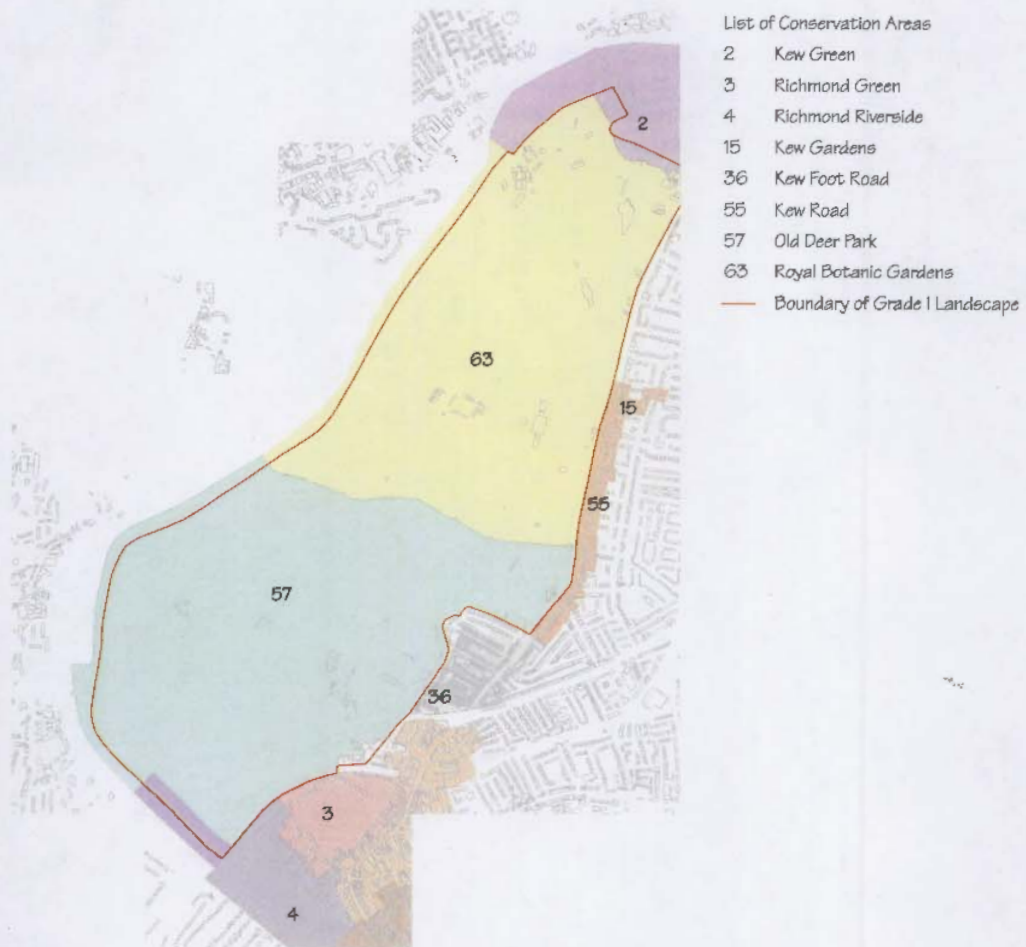 List of Conservation Areas
2 Kew Green
3 Richmond Green
4 Richmond Riverside
15 Kew Gardens
36 Kew Foot Road
55 Kew Road
57 Old Deer Park
63 Royal Botanic Gardens
Boundary of Grade 1 Landscape
2
63
15
55
57
36
3
4